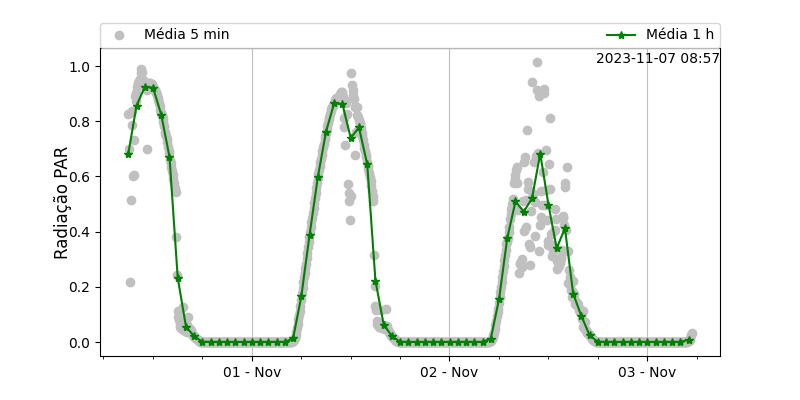 Média 5 min
Média 1 h
2023-11-07 08:57
Radiação PAR
1.0
0.8
0.6
0.4
0.2
0.0
01 - Nov
02 - Nov
03 - Nov